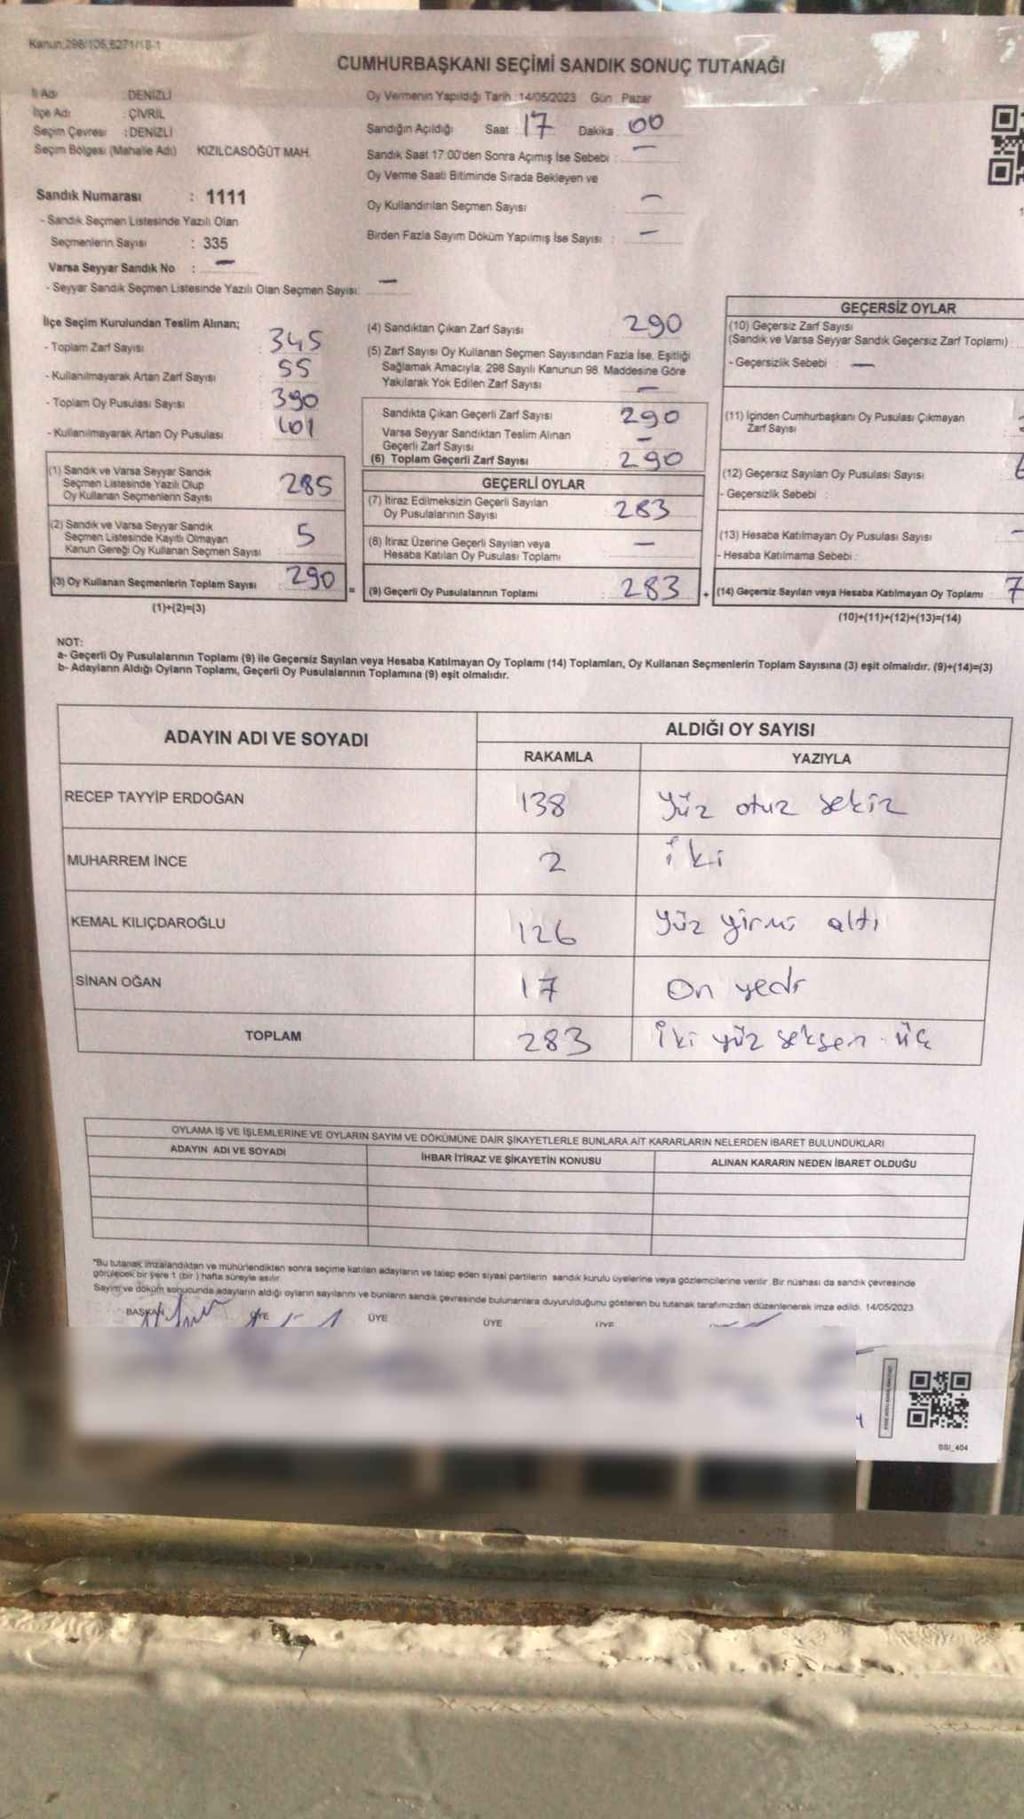 Kanun:298/105,6271/18-1
CUMHURBAŞKANI SEÇİMİ SANDIK SONUÇ TUTANAĞI
İl Adı : DENİZLİ
İlçe Adı : ÇİVRİL
Seçim Çevresi : DENİZLİ
Seçim Bölgesi (Mahalle Adı) KIZILCASÖĞÜT MAH.
Sandık Numarası : 1111
- Sandık Seçmen Listesinde Yazılı Olan
Seçmenlerin Sayısı : 335
Varsa Seyyar Sandık No : —
- Seyyar Sandık Seçmen Listesinde Yazılı Olan Seçmen Sayısı: —
Oy Vermenin Yapıldığı Tarih : 14/05/2023 Gün : Pazar
Sandığın Açıldığı Saat : 17 Dakika : 00
Sandık Saat 17:00'den Sonra Açılmış İse Sebebi : —
Oy Verme Saati Bitiminde Sırada Bekleyen ve
Oy Kullandırılan Seçmen Sayısı —
Birden Fazla Sayım Döküm Yapılmış İse Sayısı : —
İlçe Seçim Kurulundan Teslim Alınan;
- Toplam Zarf Sayısı : 345
- Kullanılmayarak Artan Zarf Sayısı : 55
- Toplam Oy Pusulası Sayısı : 390
- Kullanılmayarak Artan Oy Pusulası : 101
(1) Sandık ve Varsa Seyyar Sandık
Seçmen Listesinde Yazılı Olup
Oy Kullanan Seçmenlerin Sayısı : 285
(2) Sandık ve Varsa Seyyar Sandık
Seçmen Listesinde Kayıtlı Olmayan
Kanun Gereği Oy Kullanan Seçmen Sayısı : 5
(3) Oy Kullanan Seçmenlerin Toplam Sayısı : 290 =
(1)+(2)=(3)
(4) Sandıktan Çıkan Zarf Sayısı 290
(5) Zarf Sayısı Oy Kullanan Seçmen Sayısından Fazla İse, Eşitliği
Sağlamak Amacıyla; 298 Sayılı Kanunun 98. Maddesine Göre
Yakılarak Yok Edilen Zarf Sayısı : —
Sandıkta Çıkan Geçerli Zarf Sayısı : 290
Varsa Seyyar Sandıktan Teslim Alınan
Geçerli Zarf Sayısı : —
(6) Toplam Geçerli Zarf Sayısı : 290
GEÇERLİ OYLAR
(7) İtiraz Edilmeksizin Geçerli Sayılan
Oy Pusulalarının Sayısı : 283
(8) İtiraz Üzerine Geçerli Sayılan veya
Hesaba Katılan Oy Pusulası Toplamı : —
(9) Geçerli Oy Pusulalarının Toplamı : 283 +
GEÇERSİZ OYLAR
(10) Geçersiz Zarf Sayısı
(Sandık ve Varsa Seyyar Sandık Geçersiz Zarf Toplamı)
- Geçersizlik Sebebi : —
(11) İçinden Cumhurbaşkanı Oy Pusulası Çıkmayan
Zarf Sayısı
(12) Geçersiz Sayılan Oy Pusulası Sayısı
- Geçersizlik Sebebi :
(13) Hesaba Katılmayan Oy Pusulası Sayısı —
- Hesaba Katılmama Sebebi :
(14) Geçersiz Sayılan veya Hesaba Katılmayan Oy Toplamı 7
(10)+(11)+(12)+(13)=(14)
NOT:
a- Geçerli Oy Pusulalarının Toplamı (9) ile Geçersiz Sayılan veya Hesaba Katılmayan Oy Toplamı (14) Toplamları, Oy Kullanan Seçmenlerin Toplam Sayısına (3) eşit olmalıdır. (9)+(14)=(3)
b- Adayların Aldığı Oyların Toplamı, Geçerli Oy Pusulalarının Toplamına (9) eşit olmalıdır.
ADAYIN ADI VE SOYADI ALDIĞI OY SAYISI
RAKAMLA YAZIYLA
RECEP TAYYİP ERDOĞAN 138 Yüz otuz sekiz
MUHARREM İNCE 2 iki
KEMAL KILIÇDAROĞLU 126 Yüz yirmi altı
SİNAN OĞAN 17 On yedi
TOPLAM 283 İki yüz seksen üç
OYLAMA İŞ VE İŞLEMLERİNE VE OYLARIN SAYIM VE DÖKÜMÜNE DAİR ŞİKAYETLERLE BUNLARA AİT KARARLARIN NELERDEN İBARET BULUNDUKLARI
ADAYIN ADI VE SOYADI İHBAR İTİRAZ VE ŞİKAYETİN KONUSU ALINAN KARARIN NEDEN İBARET OLDUĞU
*Bu tutanak imzalandıktan ve mühürlendikten sonra seçime katılan adayların ve talep eden siyasi partilerin sandık kurulu üyelerine veya gözlemcilerine verilir. Bir nüshası da sandık çevresinde
görülecek bir yere 1 (bir) hafta süreyle asılır.
Sayım ve döküm sonucunda adayların aldığı oyların sayılarını ve bunların sandık çevresinde bulunanlara duyurulduğunu gösteren bu tutanak tarafımızdan düzenlenerek imza edildi. 14/05/2023
BAŞKAN ÜYE ÜYE ÜYE ÜYE
SSI_404